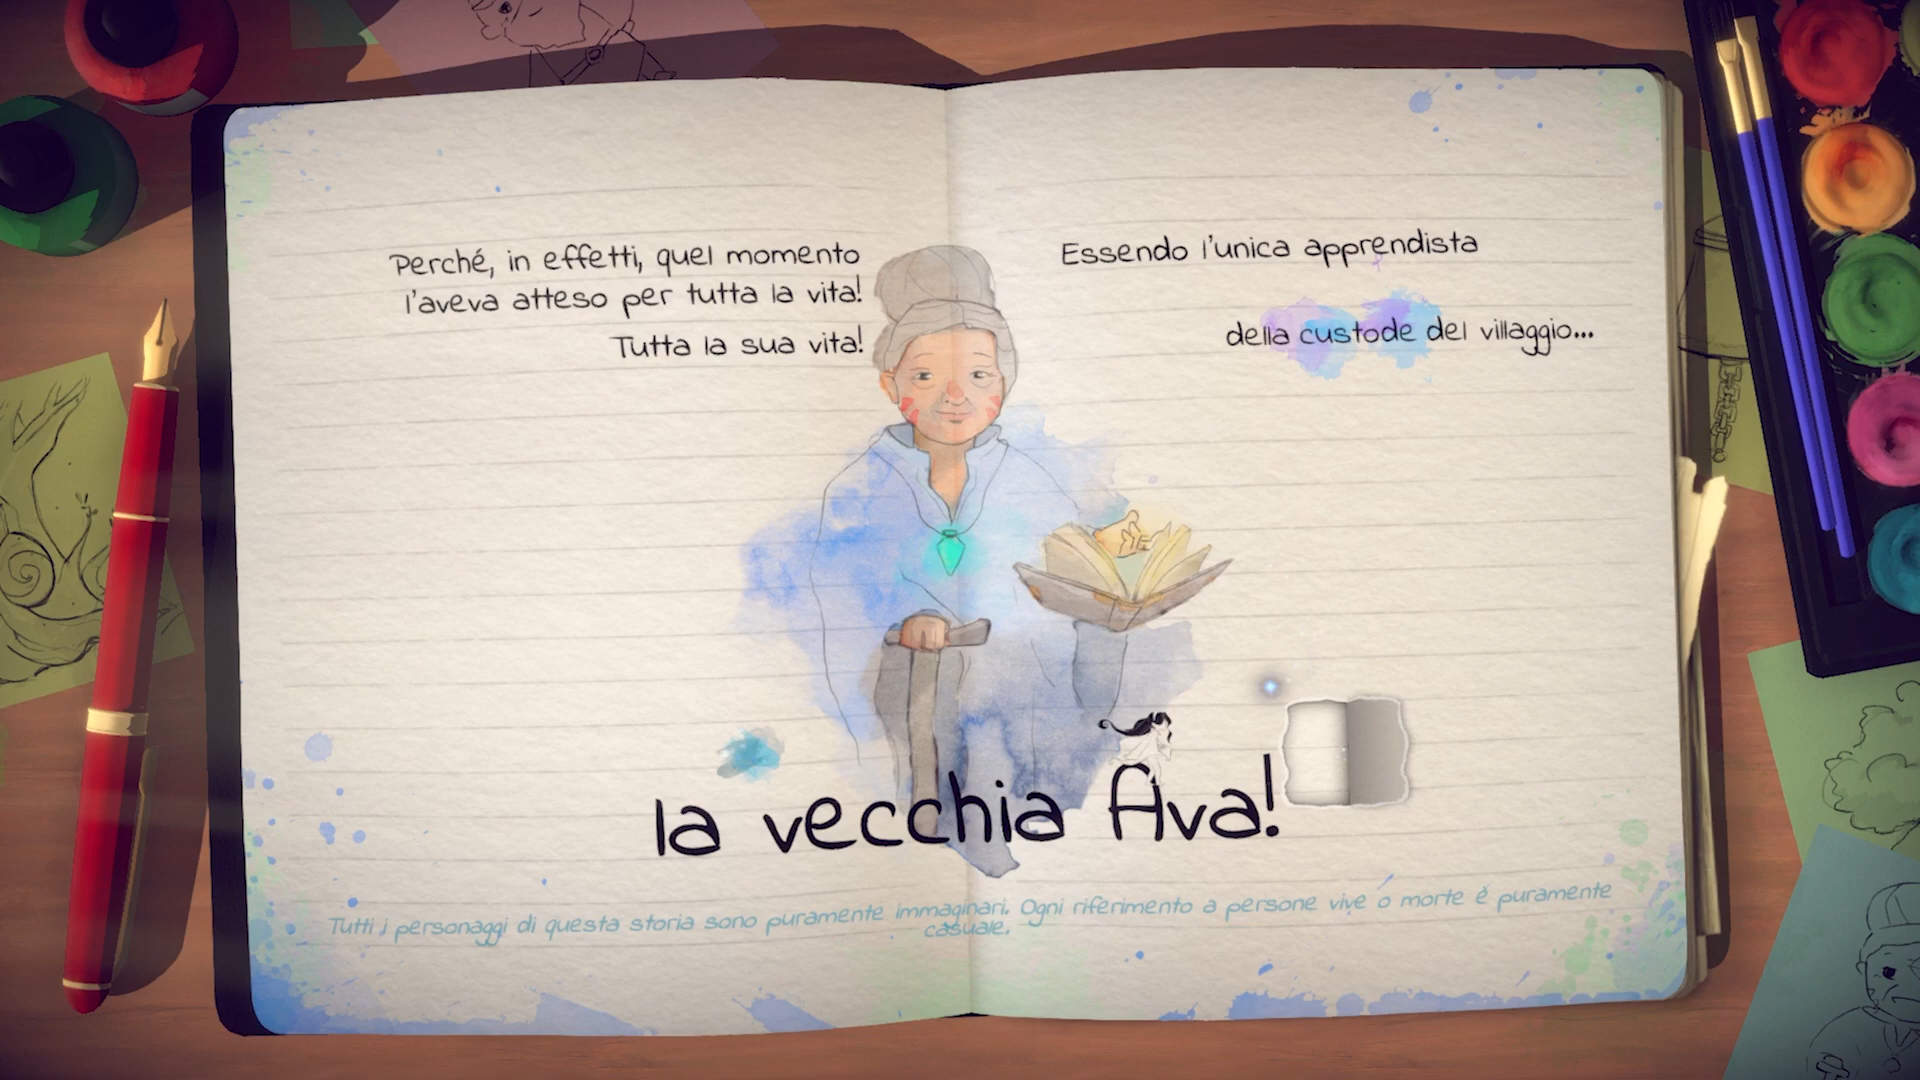 Perché, in effetti, quel momento
l'aveva atteso per tutta la vita!
Tutta la sua vita!
Essendo l'unica apprendista
della custode del villaggio...
la vecchia Ava!
Tutti i personaggi di questa storia sono puramente immaginari. Ogni riferimento a persone vive o morte è puramente
casuale.